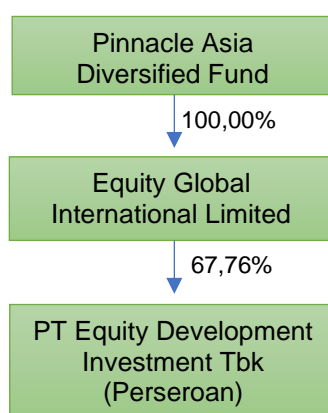 Pinnacle Asia
Diversified Fund
100,00%
Equity Global
International Limited
67,76%
PT Equity Development
Investment Tbk
(Perseroan)